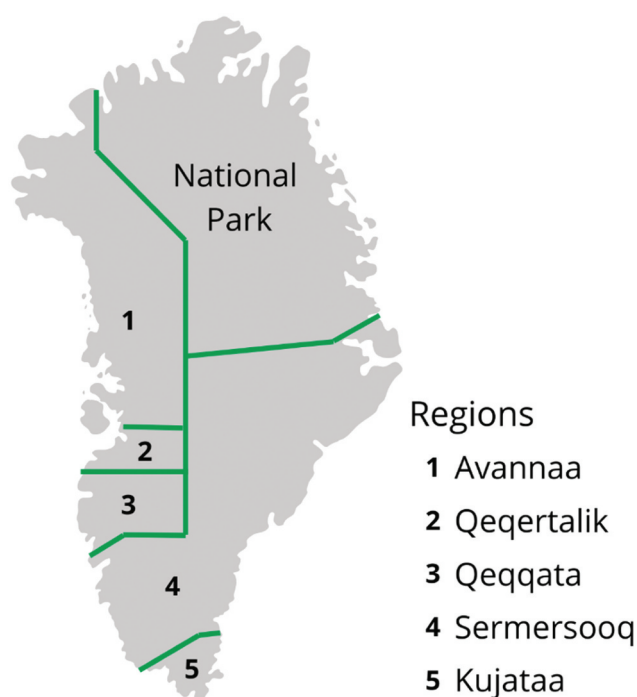 National
Park
1
2
3
4
5
Regions
1 Avannaa
2 Qeqertalik
3 Qeqqata
4 Sermersooq
5 Kujataa